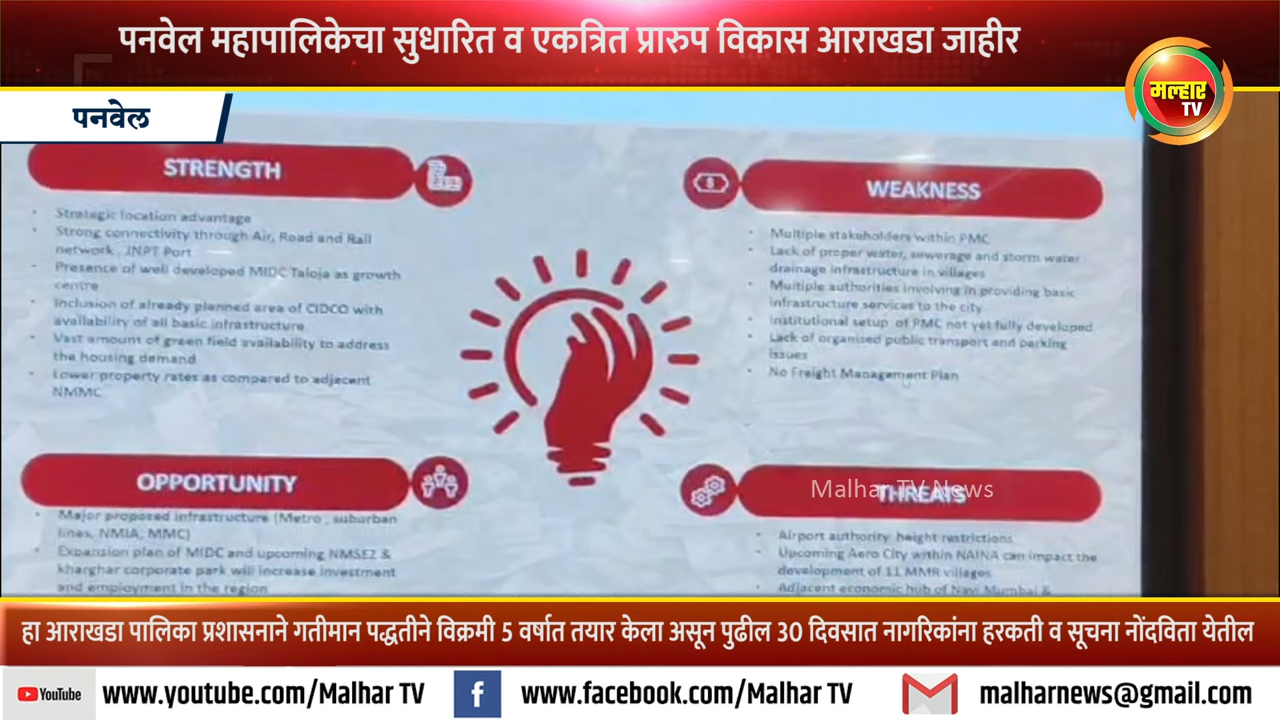 पनवेल महापालिकेचा सुधारित व एकत्रित प्रारुप विकास आराखडा जाहीर
मल्हार
TV
पनवेल
STRENGTH
Strategic location advantage
Strong connectivity through Air, Road and Rail
network , JNPT Port
Presence of well developed MIDC Taloja as growth
centre
Inclusion of already planned area of CIDCO with
availability of all basic infrastructure
Vast amount of green field availability to address
the housing demand
Lower property rates as compared to adjacent
NMMC
WEAKNESS
Multiple stakeholders within PMC
Lack of proper water, sewerage and storm water
drainage infrastructure in villages
Multiple authorities involving in providing basic
infrastructure services to the city
Institutional setup of PMC not yet fully developed
Lack of organised public transport and parking
issues
No Freight Management Plan
OPPORTUNITY
Major proposed infrastructure (Metro , suburban
lines, NMIA, MMC)
Expansion plan of MIDC and upcoming NMSEZ &
kharghar corporate park will increase investment
and employment in the region
THREATS
Malhar TV News
Airport authority height restrictions
Upcoming Aero City within NAINA can impact the
development of 11 MMR villages
Adjacent economic hub of Navi Mumbai &
हा आराखडा पालिका प्रशासनाने गतीमान पद्धतीने विक्रमी 5 वर्षात तयार केला असून पुढील 30 दिवसात नागरिकांना हरकती व सूचना नोंदविता येतील
YouTube www.youtube.com/Malhar TV www.facebook.com/Malhar TV malharnews@gmail.com